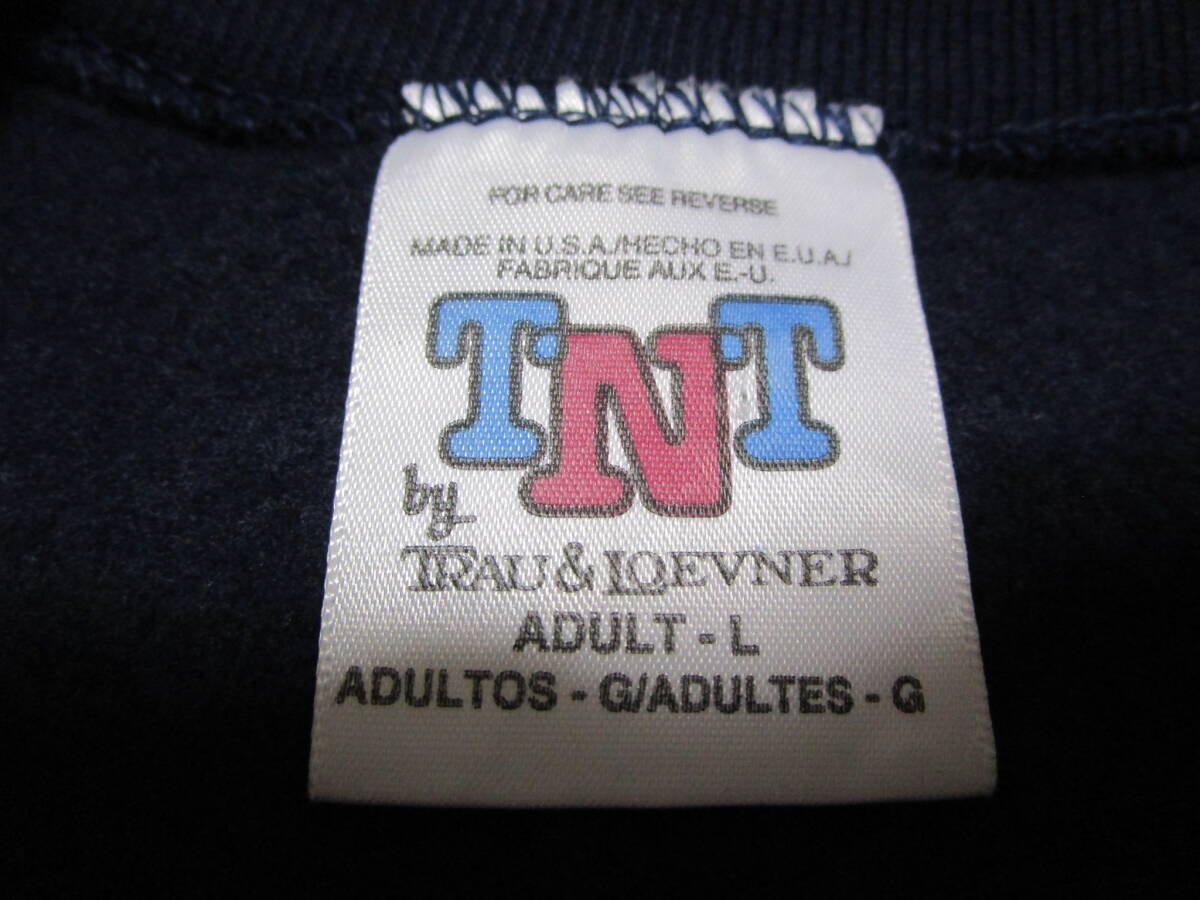 FOR CARE SEE REVERSE
MADE IN U.S.A./HECHO EN E.U.A./
FABRIQUE AUX E.-U.
TNT
by
TRAU & LOEVNER
ADULT - L
ADULTOS - G/ADULTES - G